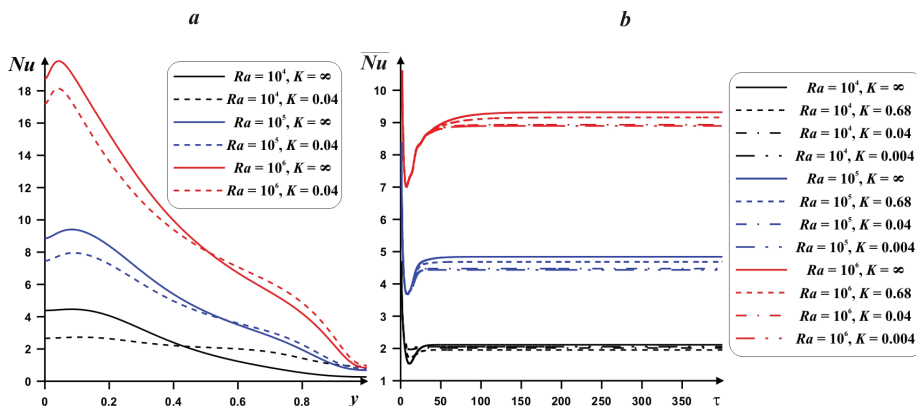 a
b
Nu
18
16
14
12
10
8
6
4
2
0
0
0.2
0.4
0.6
0.8
y
Ra = 10⁴, K = ∞
Ra = 10⁴, K = 0.04
Ra = 10⁵, K = ∞
Ra = 10⁵, K = 0.04
Ra = 10⁶, K = ∞
Ra = 10⁶, K = 0.04
Nu
10
9
8
7
6
5
4
3
2
1
0
50
100
150
200
250
300
350
τ
Ra = 10⁴, K = ∞
Ra = 10⁴, K = 0.68
Ra = 10⁴, K = 0.04
Ra = 10⁴, K = 0.004
Ra = 10⁵, K = ∞
Ra = 10⁵, K = 0.68
Ra = 10⁵, K = 0.04
Ra = 10⁵, K = 0.004
Ra = 10⁶, K = ∞
Ra = 10⁶, K = 0.68
Ra = 10⁶, K = 0.04
Ra = 10⁶, K = 0.004